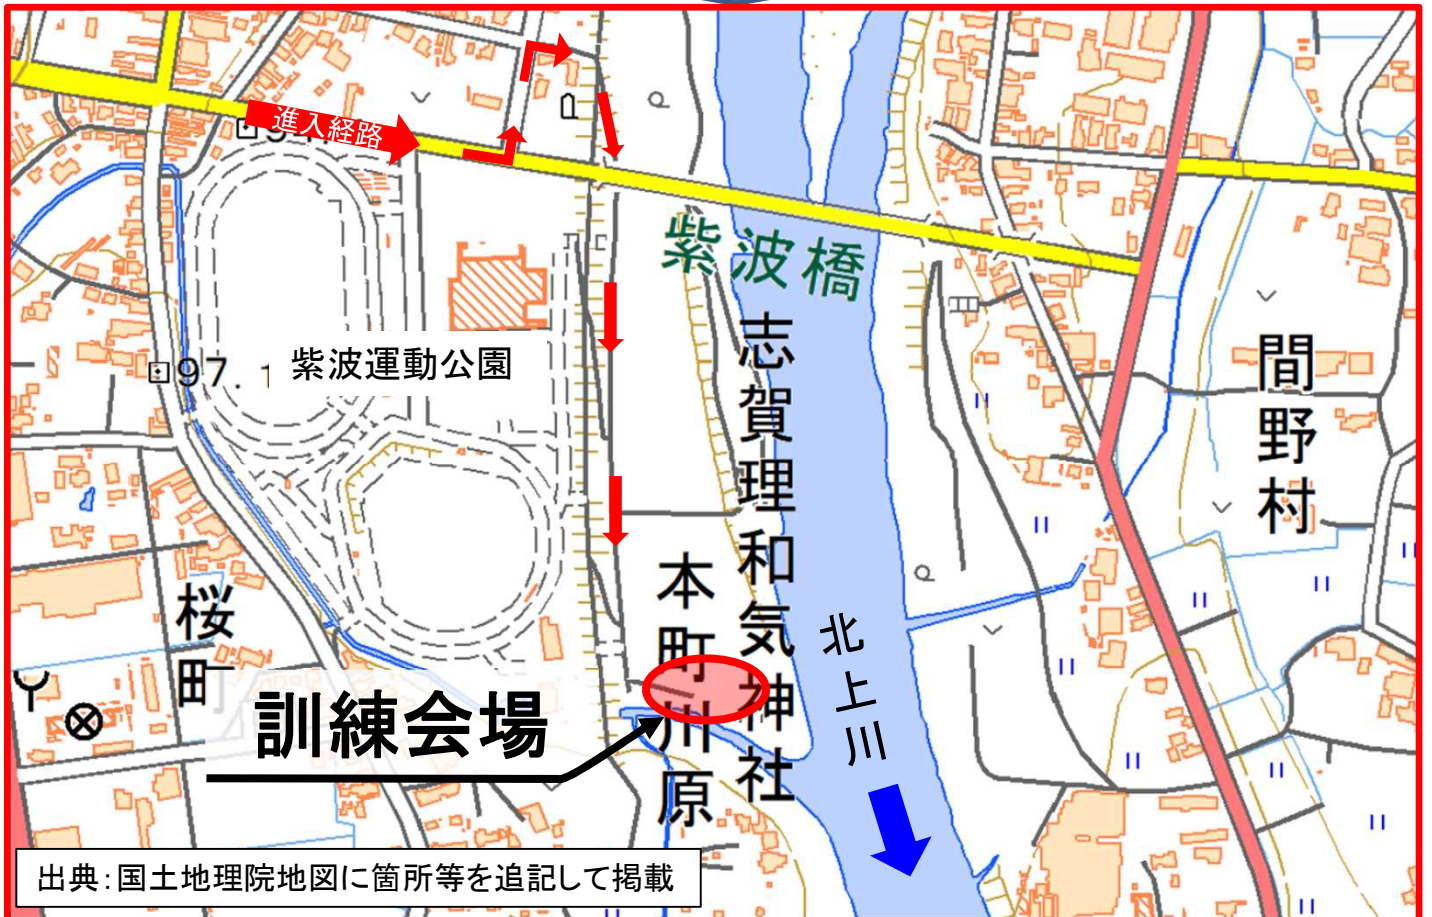 進入経路
紫波橋
紫波運動公園
97.
志賀理和気神社
間野村
本町川原
桜町
北上川
訓練会場
出典:国土地理院地図に箇所等を追記して掲載